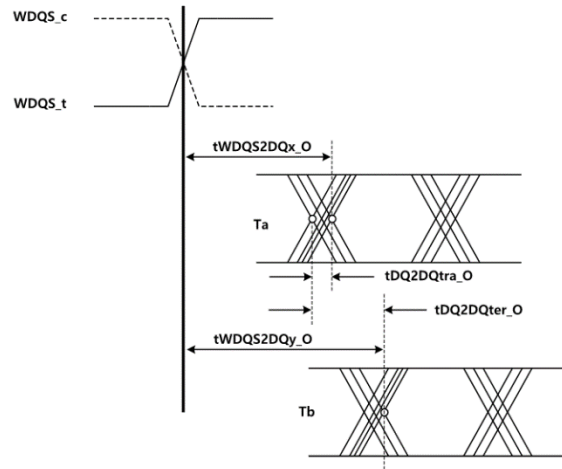 WDQS_c
WDQS_t
tWDQS2DQx_O
Ta
tDQ2DQtra_O
tDQ2DQter_O
tWDQS2DQy_O
Tb